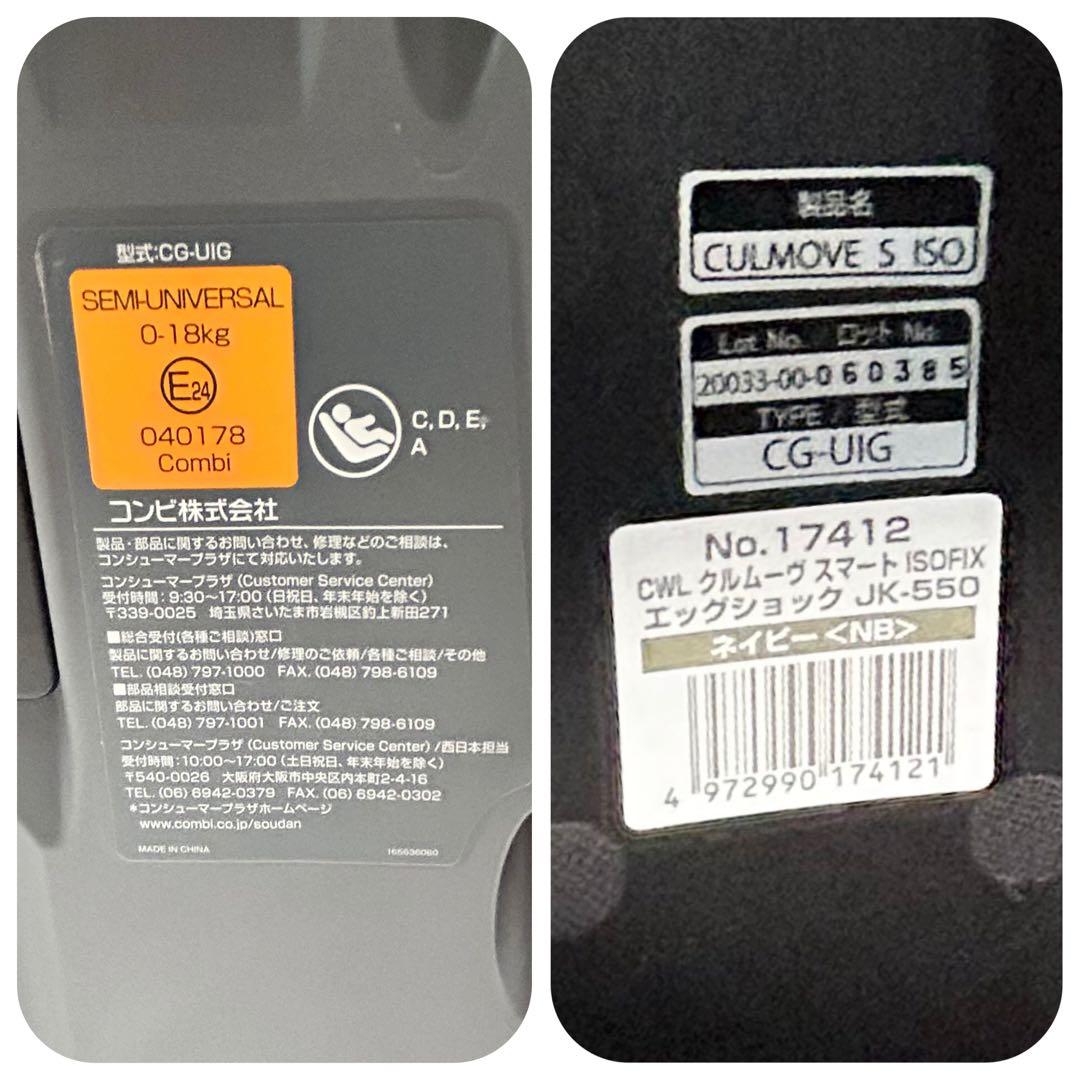 型式:CG-UIG
SEMI-UNIVERSAL
0-18kg
E24
040178
Combi
C, D, E,
A
コンビ株式会社
製品・部品に関するお問い合わせ、修理などのご相談は、
コンシューマープラザにて対応いたします。
コンシューマープラザ (Customer Service Center)
受付時間:9:30~17:00 (日祝日、年末年始を除く)
〒339-0025 埼玉県さいたま市岩槻区釣上新田271
■総合受付(各種ご相談)窓口
製品に関するお問い合わせ/修理のご依頼/各種ご相談/その他
TEL. (048) 797-1000 FAX. (048) 798-6109
■部品相談受付窓口
部品に関するお問い合わせ/ご注文
TEL. (048) 797-1001 FAX. (048) 798-6109
コンシューマープラザ (Customer Service Center) /西日本担当
受付時間:10:00~17:00 (土日祝日、年末年始を除く)
〒540-0026 大阪府大阪市中央区内本町2-4-16
TEL. (06) 6942-0379 FAX. (06) 6942-0302
*コンシューマープラザホームページ
www.combi.co.jp/soudan
MADE IN CHINA 165636080
製品名
CULMOVE S ISO
Lot No. ロット No.
20033-00-060385
TYPE / 型式
CG-UIG
No.17412
CWL クルムーヴ スマート ISOFIX
エッグショック JK-550
ネイビー<NB>
4 972990 174121